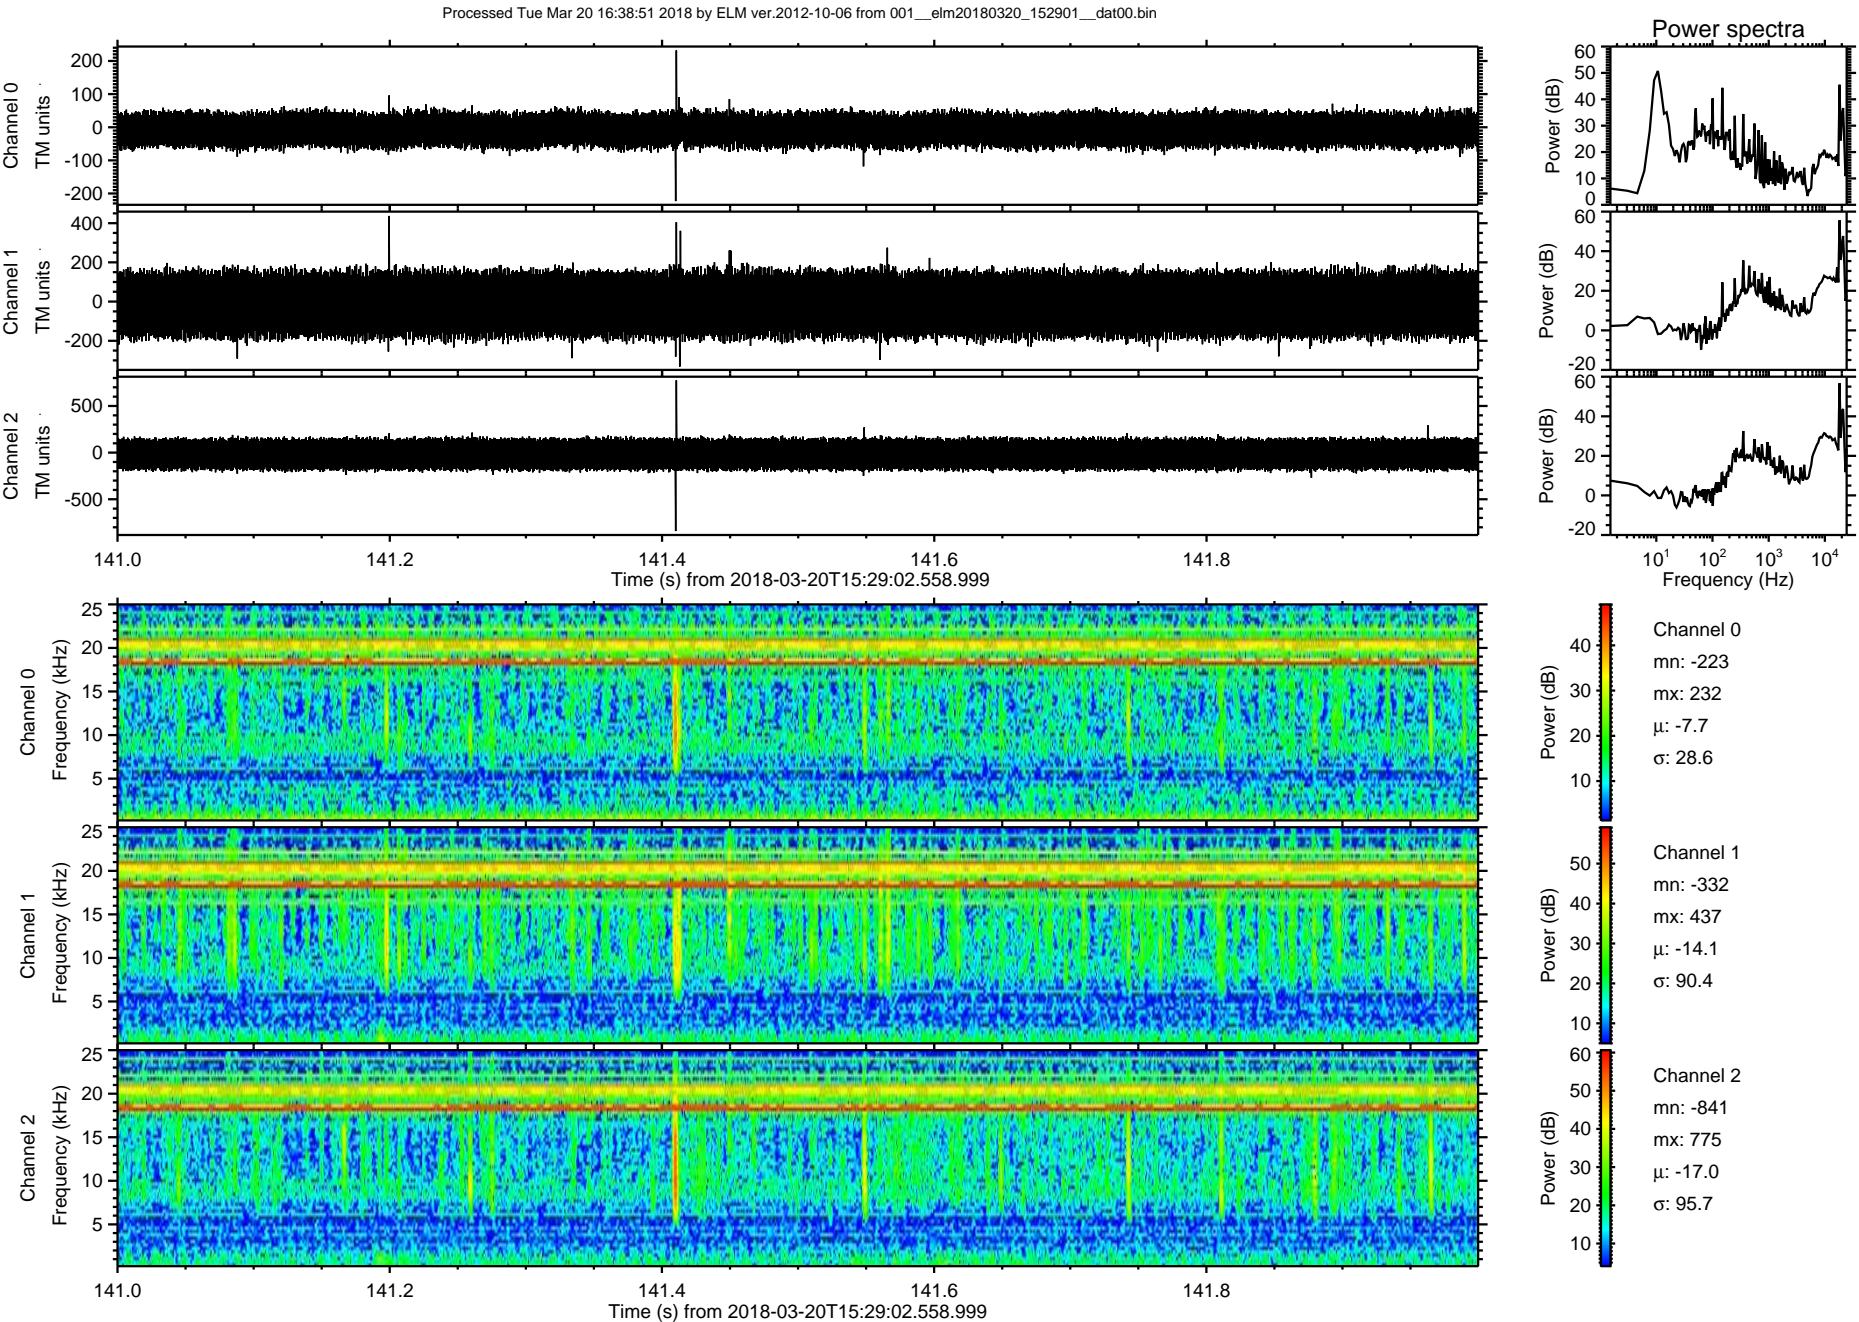 Processed Tue Mar 20 16:38:51 2018 by ELM ver.2012-10-06 from 001__elm20180320_152901__dat00.bin
Power spectra
Channel 0
TM units
200
100
0
-100
-200
Power (dB)
60
50
40
30
20
10
0
Channel 1
TM units
400
200
0
-200
Power (dB)
60
40
20
0
-20
Channel 2
TM units
500
0
-500
Power (dB)
60
40
20
0
-20
141.0 141.2 141.4 141.6 141.8
Time (s) from 2018-03-20T15:29:02.558.999
10¹ 10² 10³ 10⁴
Frequency (Hz)
Channel 0
Frequency (kHz)
25
20
15
10
5
Power (dB)
40
30
20
10
Channel 0
mn: -223
mx: 232
μ: -7.7
σ: 28.6
Channel 1
Frequency (kHz)
25
20
15
10
5
Power (dB)
50
40
30
20
10
Channel 1
mn: -332
mx: 437
μ: -14.1
σ: 90.4
Channel 2
Frequency (kHz)
25
20
15
10
5
Power (dB)
60
50
40
30
20
10
Channel 2
mn: -841
mx: 775
μ: -17.0
σ: 95.7
141.0 141.2 141.4 141.6 141.8
Time (s) from 2018-03-20T15:29:02.558.999